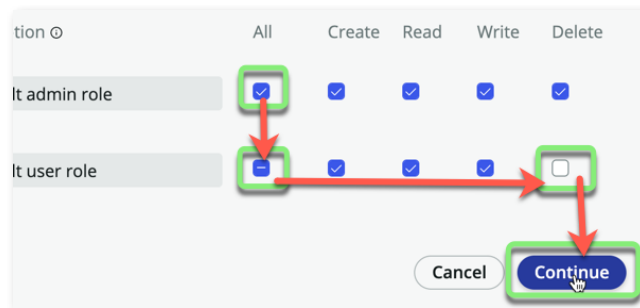 tion All Create Read Write Delete
lt admin role
lt user role
Cancel Continue